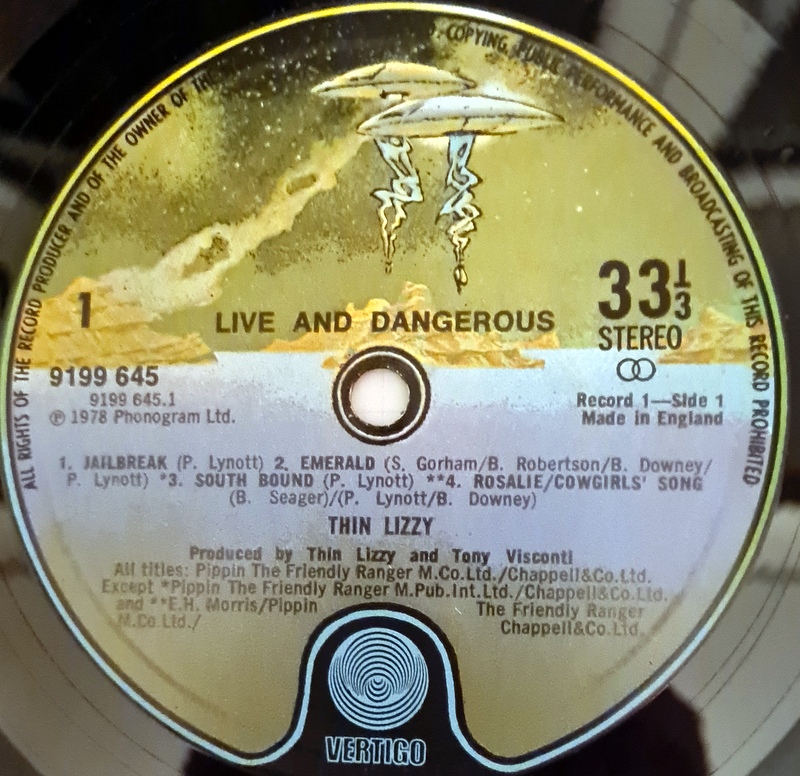 ALL RIGHTS OF THE RECORD PRODUCER AND OF THE OWNER OF THE
COPYING, PUBLIC PERFORMANCE AND BROADCASTING OF THIS RECORD PROHIBITED
33⅓
1
LIVE AND DANGEROUS
STEREO
9199 645
9199 645.1
℗ 1978 Phonogram Ltd.
Record 1—Side 1
Made in England
1. JAILBREAK (P. Lynott) 2. EMERALD (S. Gorham/B. Robertson/B. Downey/
P. Lynott) *3. SOUTH BOUND (P. Lynott) **4. ROSALIE/COWGIRLS' SONG
(B. Seager)/(P. Lynott/B. Downey)
THIN LIZZY
Produced by Thin Lizzy and Tony Visconti
All titles: Pippin The Friendly Ranger M.Co.Ltd./Chappell&Co.Ltd.
Except *Pippin The Friendly Ranger M.Pub.Int.Ltd./Chappell&Co.Ltd.
and **E.H. Morris/Pippin The Friendly Ranger
M.Co.Ltd./ Chappell&Co.Ltd.
VERTIGO